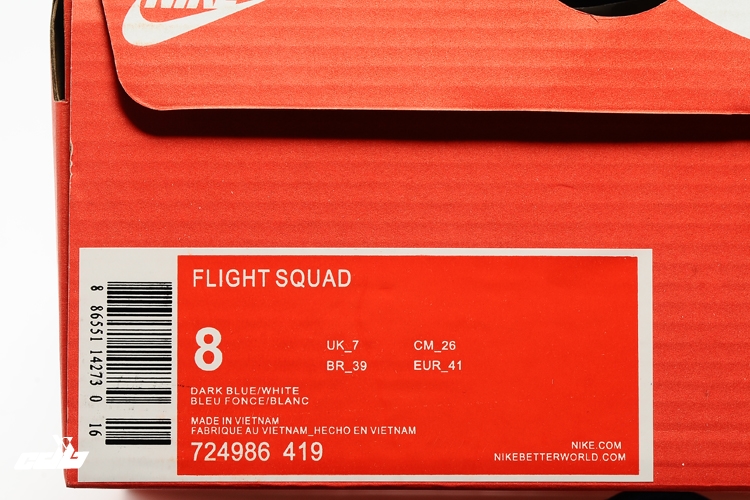 NIKE
FLIGHT SQUAD
8
UK_7
CM_26
BR_39
EUR_41
DARK BLUE/WHITE
BLEU FONCE/BLANC
MADE IN VIETNAM
FABRIQUE AU VIETNAM_HECHO EN VIETNAM
724986 419
NIKE.COM
NIKEBETTERWORLD.COM
8 86551 14273 0 16